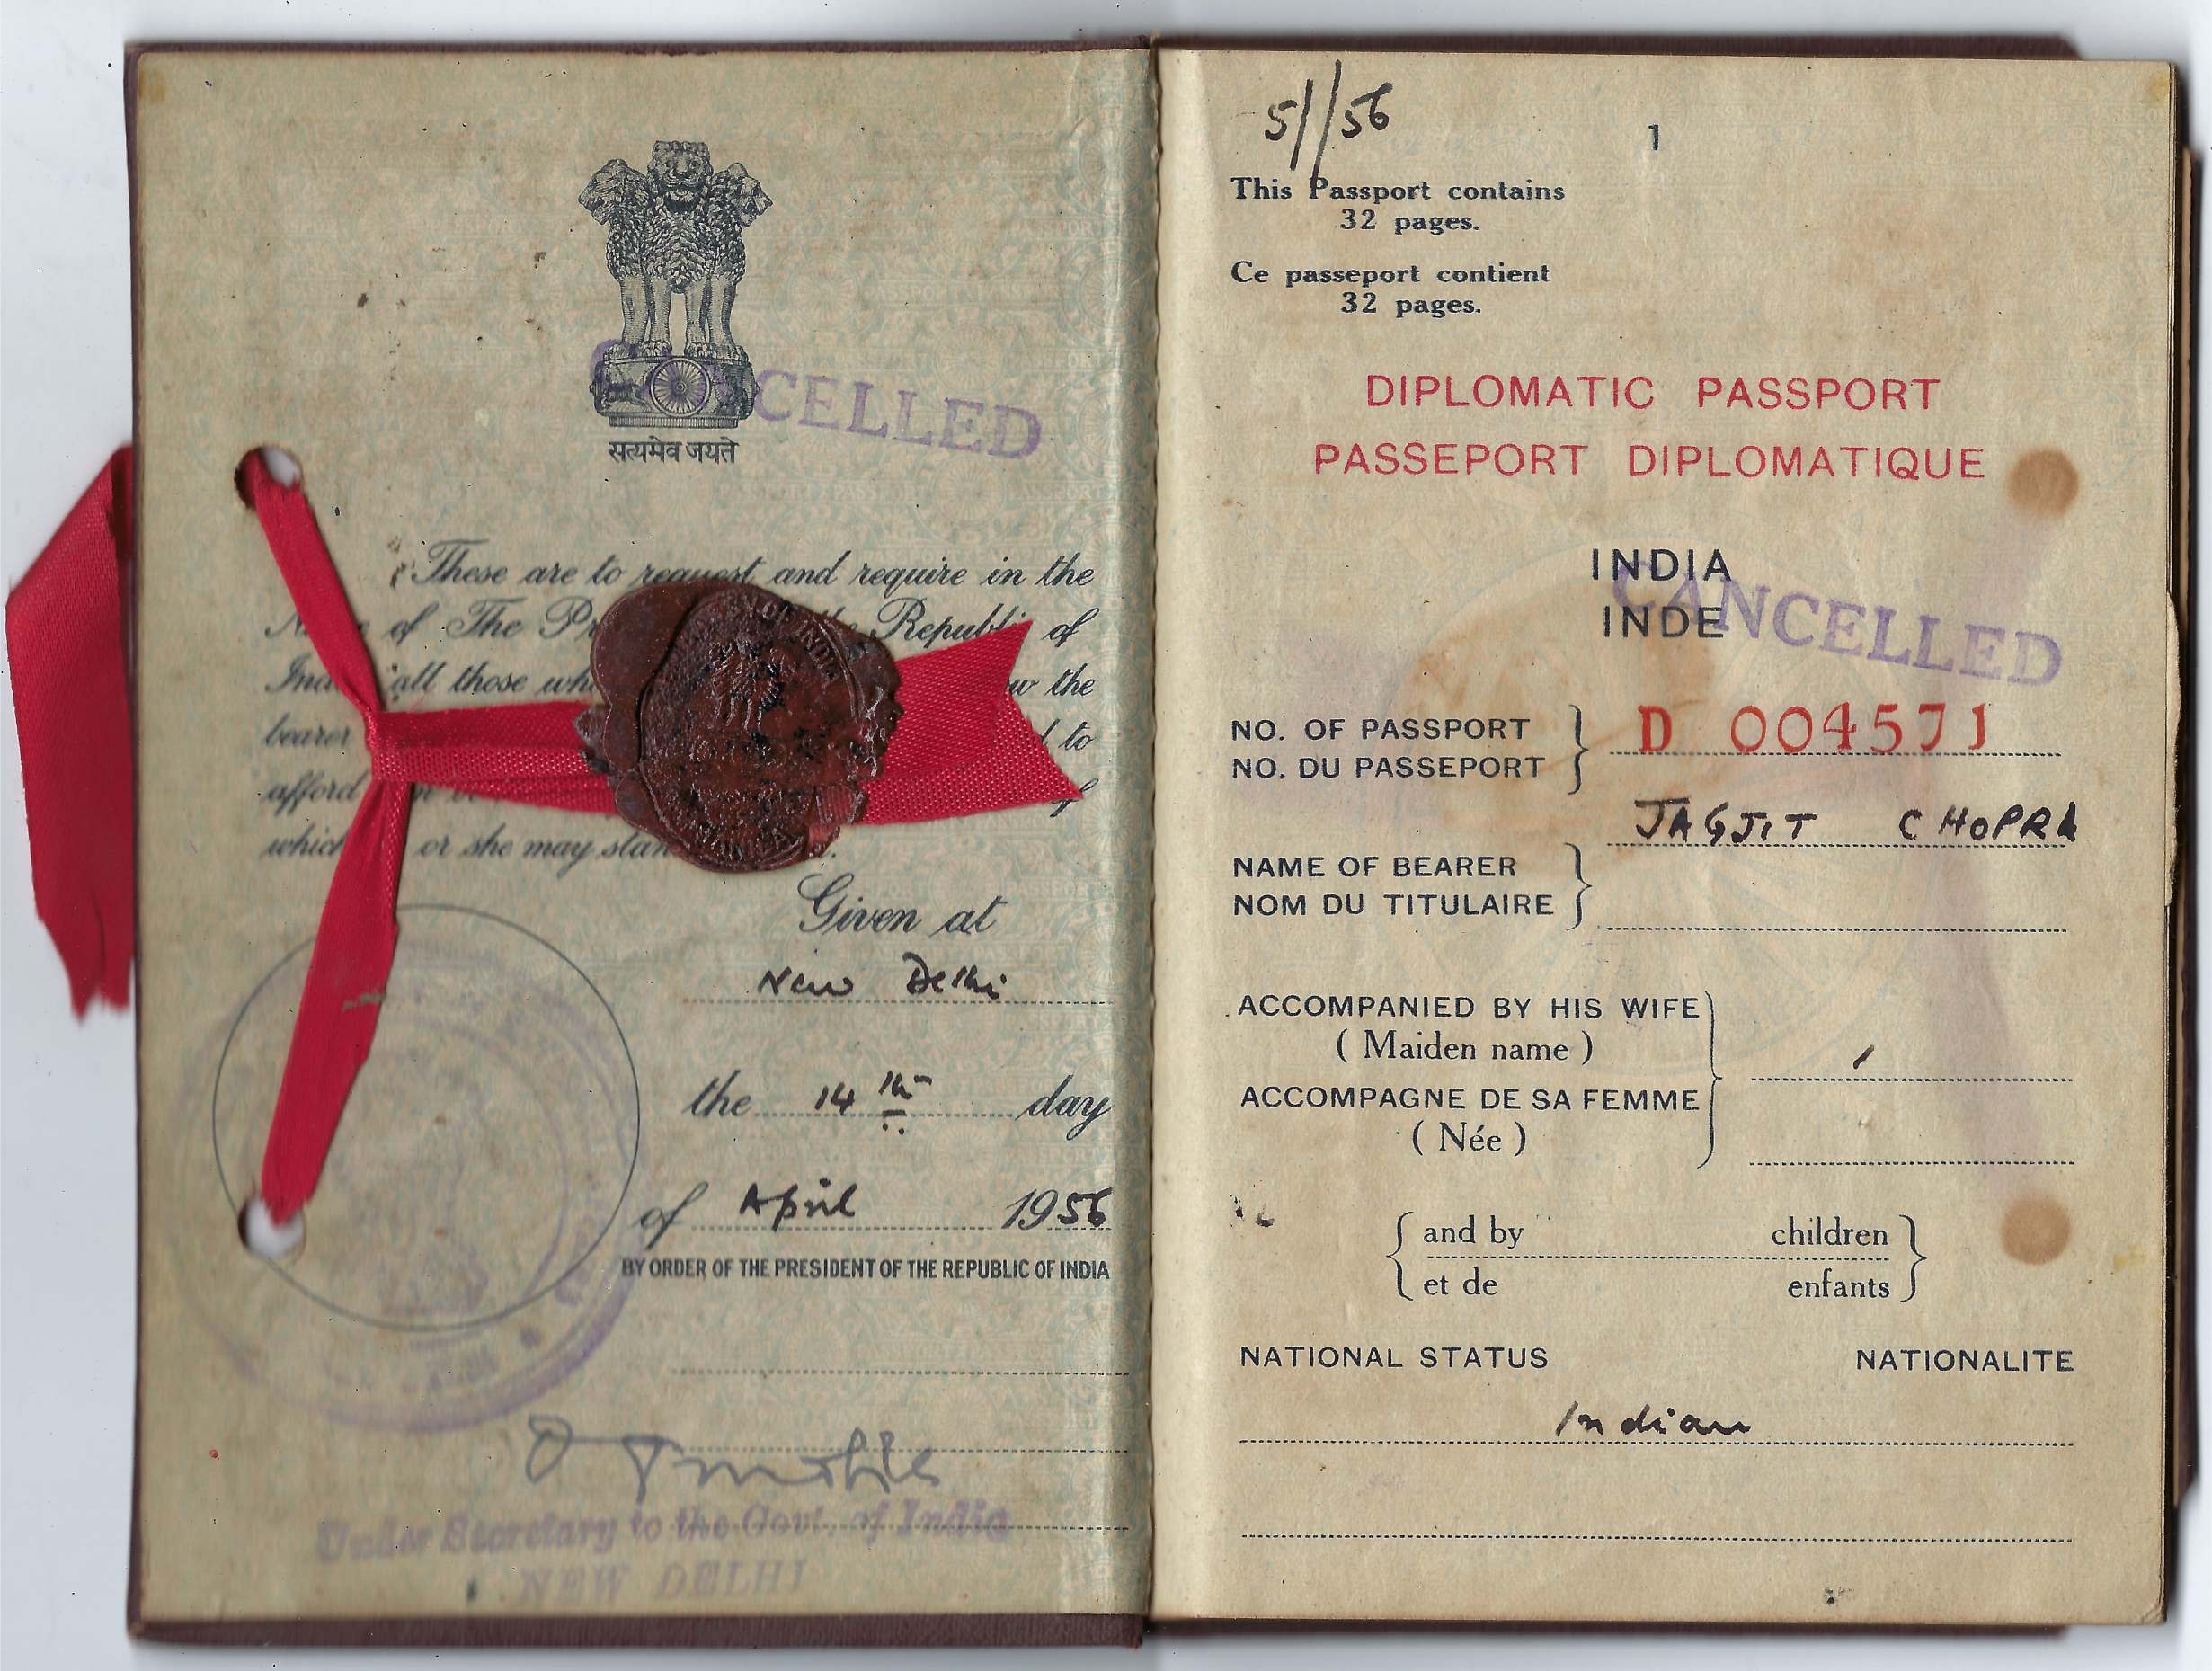 CANCELLED
सत्यमेव जयते
These are to request and require in the
of The Republic of
all those the
bearer to
afford of
or she may
Given at
New Delhi
the 14th day
of April 1956
BY ORDER OF THE PRESIDENT OF THE REPUBLIC OF INDIA
Under Secretary to the Govt. of India
NEW DELHI
5//56
1
This Passport contains
32 pages.
Ce passeport contient
32 pages.
DIPLOMATIC PASSPORT
PASSEPORT DIPLOMATIQUE
INDIA
INDE
CANCELLED
NO. OF PASSPORT
NO. DU PASSEPORT
D 004571
JAGJIT CHOPRA
NAME OF BEARER
NOM DU TITULAIRE
ACCOMPANIED BY HIS WIFE
( Maiden name )
ACCOMPAGNE DE SA FEMME
( Née )
and by children
et de enfants
NATIONAL STATUS NATIONALITE
Indian